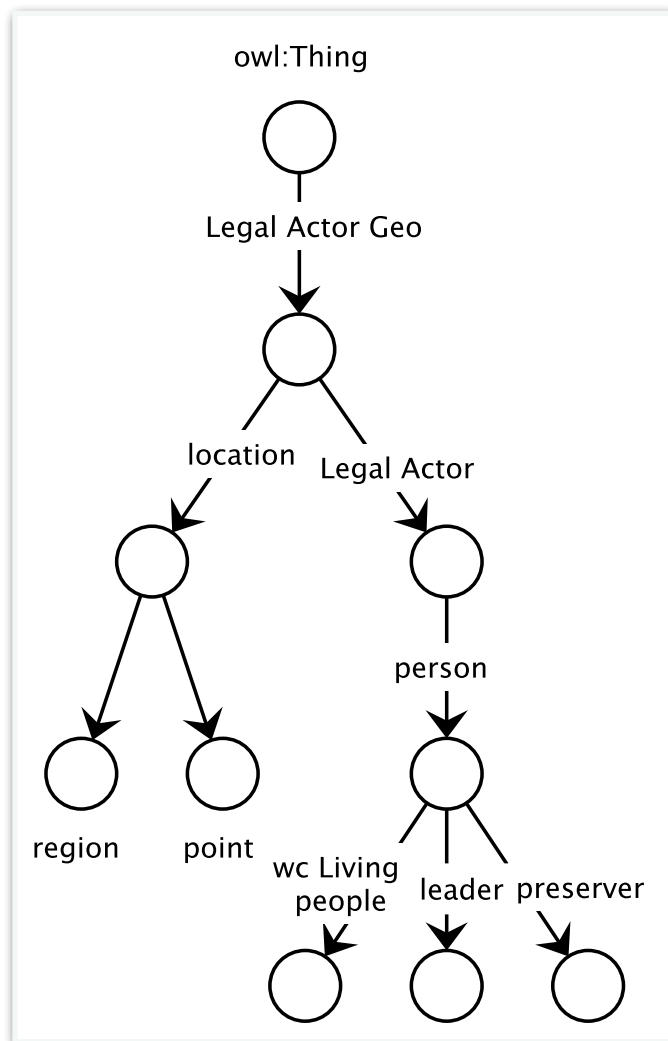 owl:Thing
Legal Actor Geo
location
Legal Actor
person
region
point
wc Living
people
leader
preserver